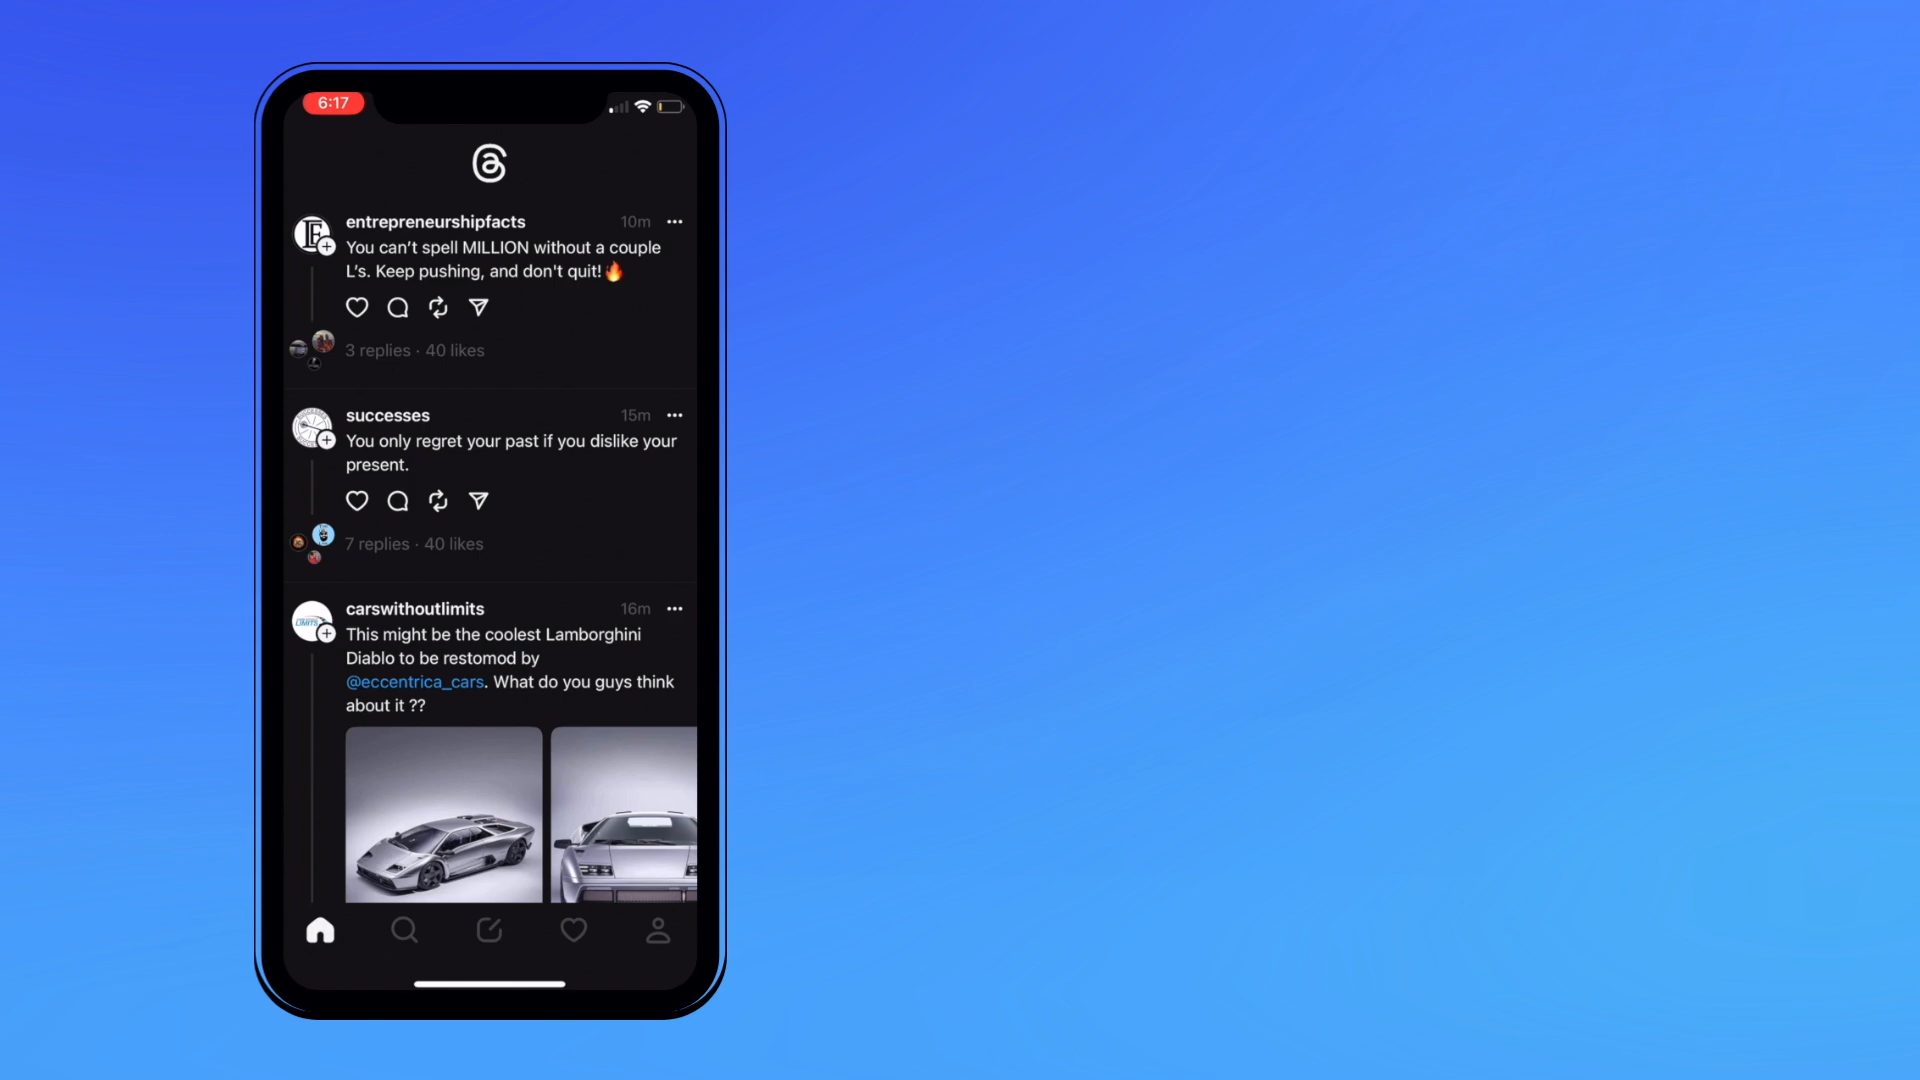 6:17
entrepreneurshipfacts 10m
You can’t spell MILLION without a couple
L’s. Keep pushing, and don't quit!🔥
3 replies · 40 likes
successes 15m
You only regret your past if you dislike your
present.
7 replies · 40 likes
LIMITS
carswithoutlimits 16m
This might be the coolest Lamborghini
Diablo to be restomod by
@eccentrica_cars. What do you guys think
about it ??